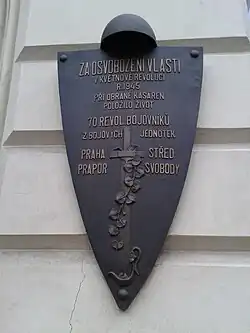 ZA OSVOBOZENÍ VLASTI
V KVĚTNOVÉ REVOLUCI
R. 1945
PŘI OBRANĚ KASÁREN
POLOŽILO ŽIVOT
70 REVOL. BOJOVNÍKŮ
Z BOJOVÝCH JEDNOTEK
PRAHA STŘED
PRAPOR SVOBODY